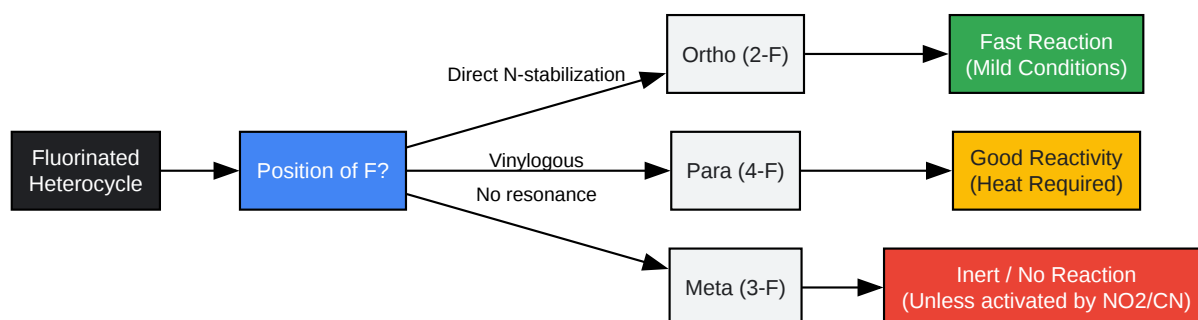 Fluorinated
Heterocycle
Position of F?
Direct N-stabilization
Ortho (2-F)
Fast Reaction
(Mild Conditions)
Vinylogous
Para (4-F)
Good Reactivity
(Heat Required)
No resonance
Meta (3-F)
Inert / No Reaction
(Unless activated by NO2/CN)